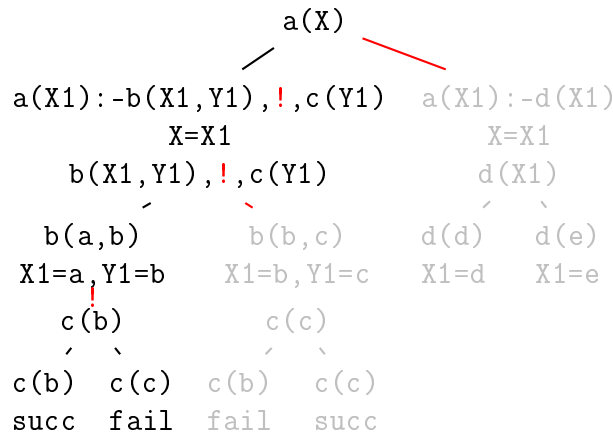 a(X)
a(X1):-b(X1,Y1),!,c(Y1) a(X1):-d(X1)
X=X1 X=X1
b(X1,Y1),!,c(Y1) d(X1)
b(a,b) b(b,c) d(d) d(e)
X1=a,Y1=b X1=b,Y1=c X1=d X1=e
!
c(b) c(c)
c(b) c(c) c(b) c(c)
succ fail fail succ